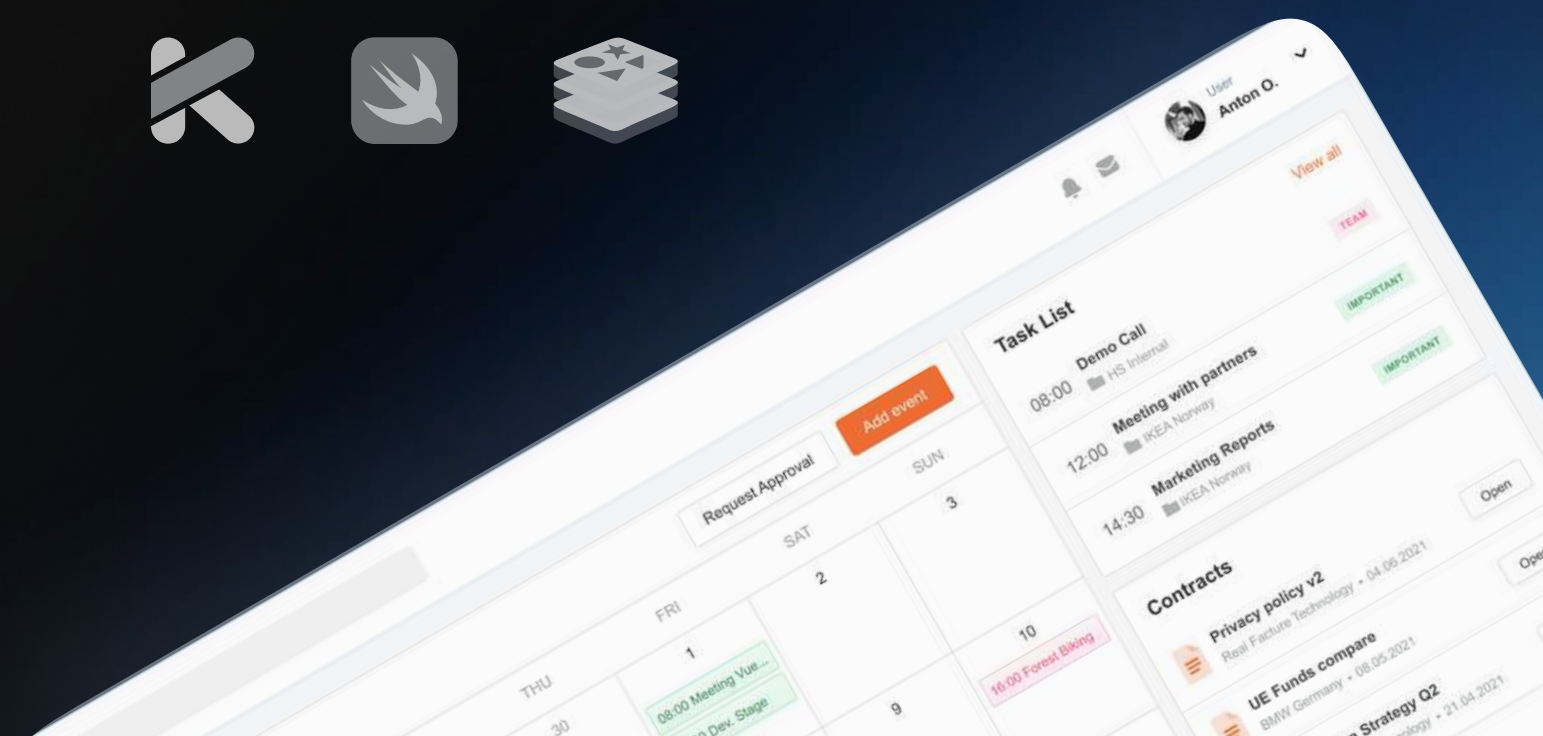 User
Anton O.
View all
Task List
TEAM
08:00
Demo Call
HS Internal
IMPORTANT
12:00
Meeting with partners
IKEA Norway
IMPORTANT
14:30
Marketing Reports
IKEA Norway
Request Approval
Add event
THU
FRI
SAT
SUN
30
1
2
3
08:00 Meeting Vue...
Dev. Stage
9
10
16:00 Forest Biking
Contracts
Open
Privacy policy v2
Real Facture Technology • 04.06.2021
UE Funds compare
BMW Germany • 08.05.2021
Strategy Q2
21.04.2021